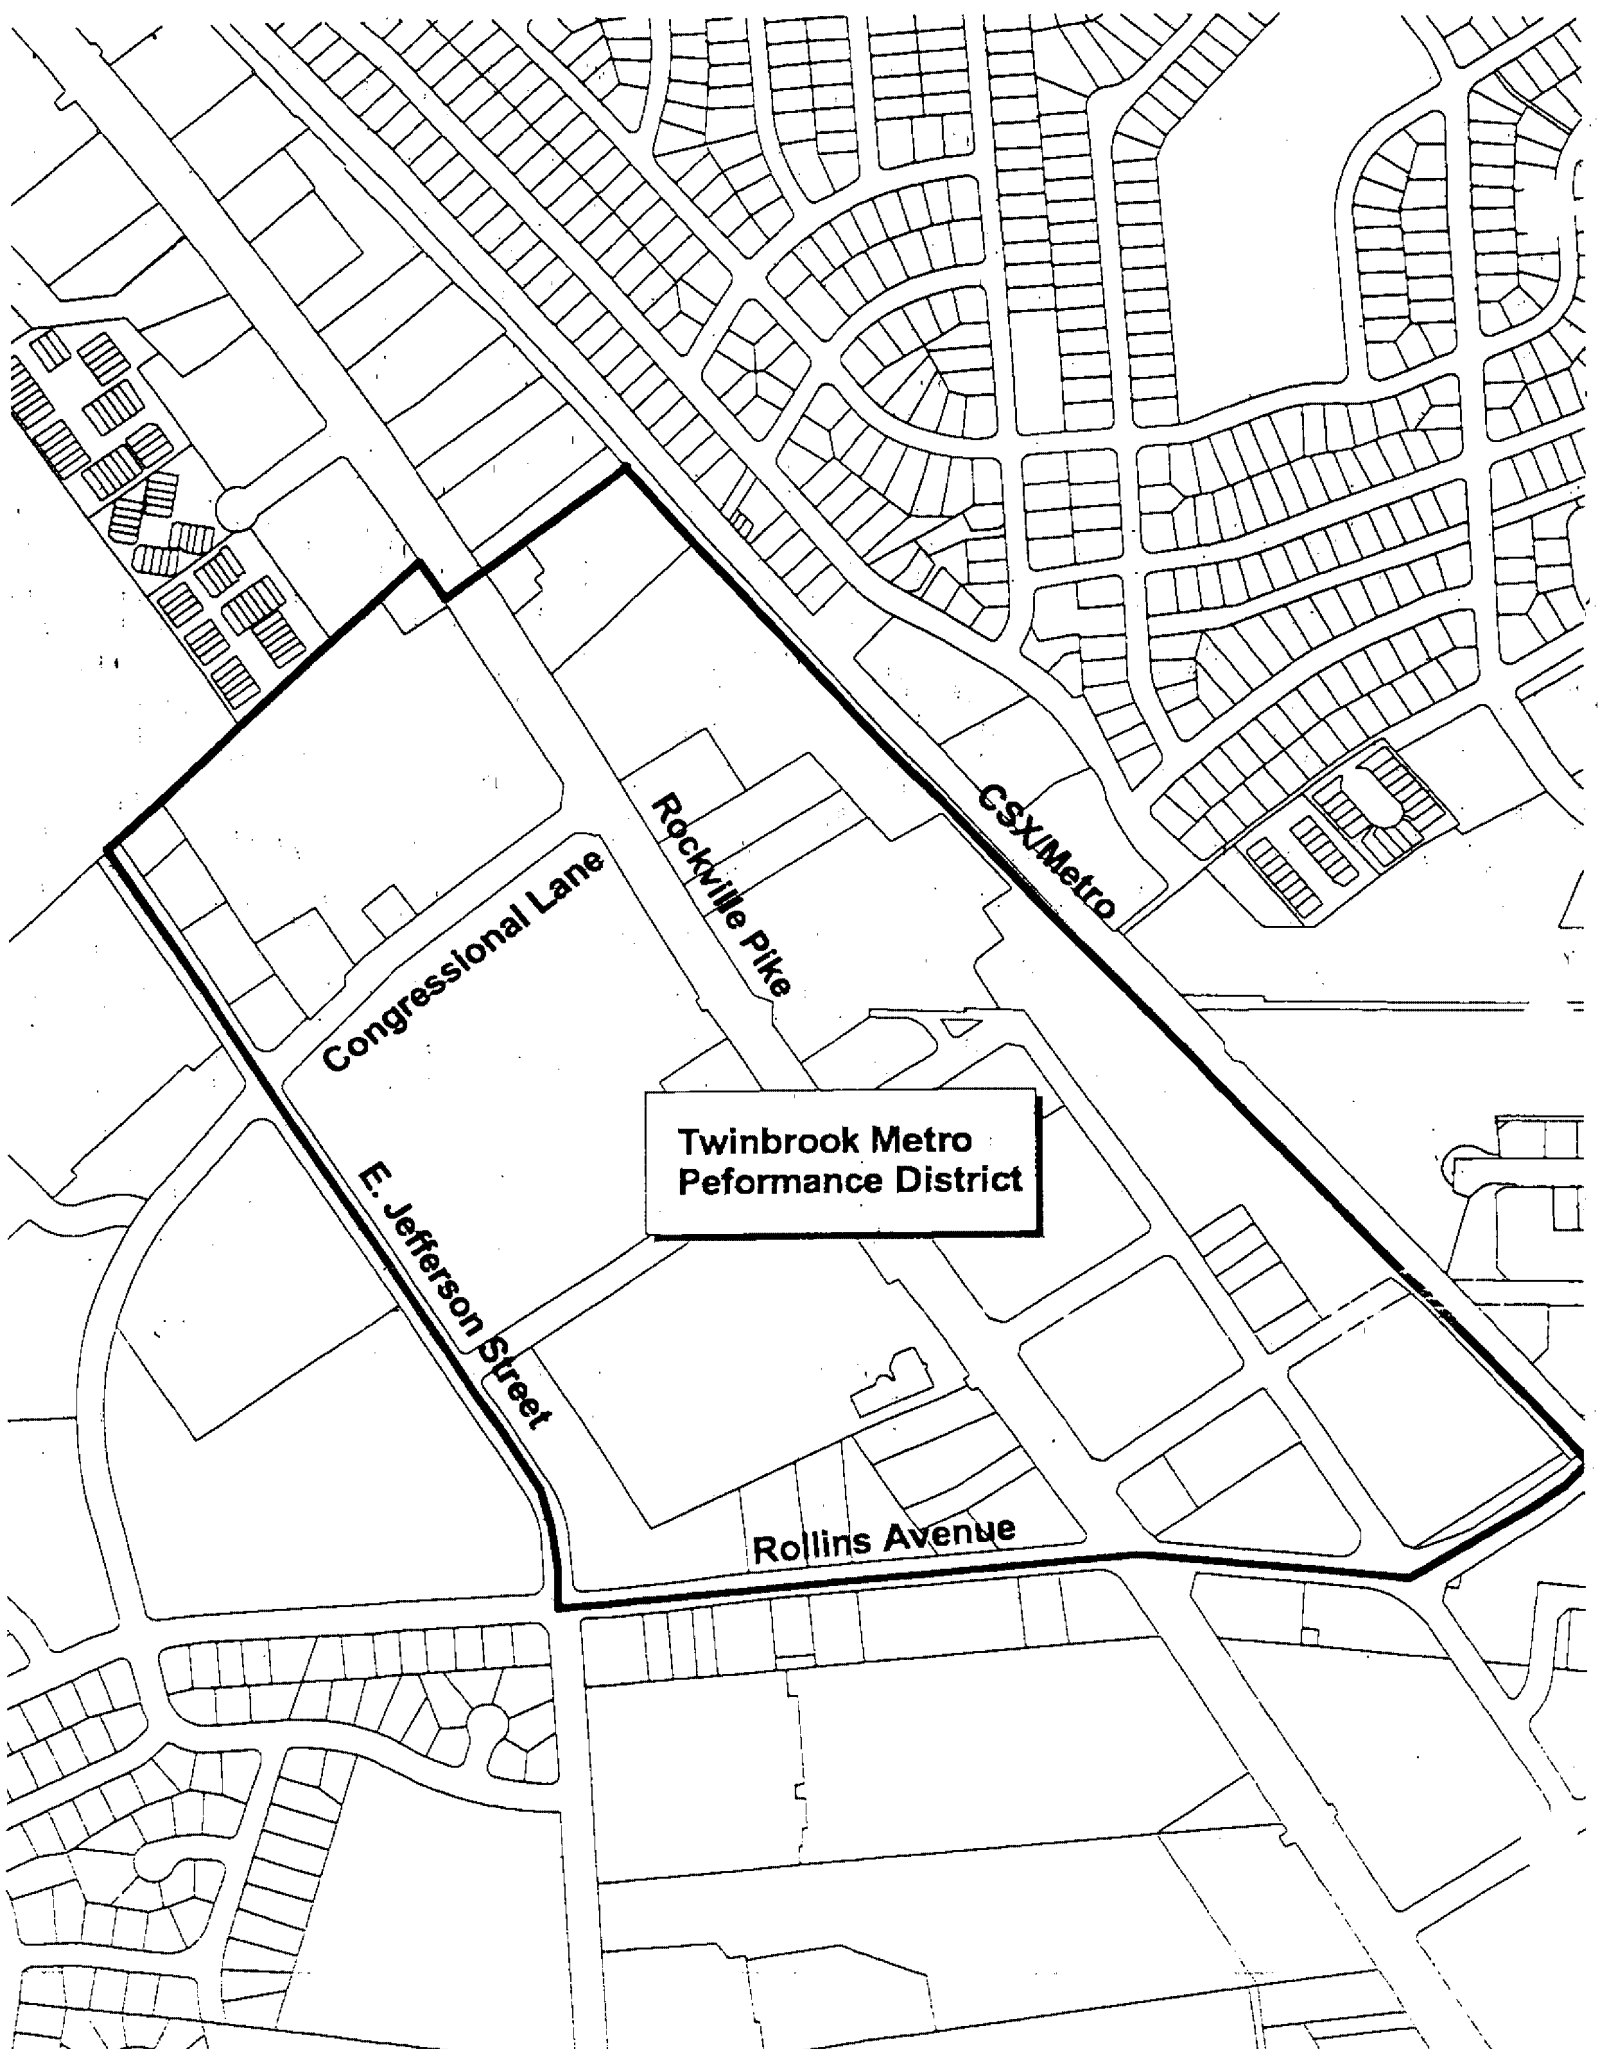 CSX/Metro
Rockville Pike
Congressional Lane
Twinbrook Metro
Peformance District
E. Jefferson Street
Rollins Avenue